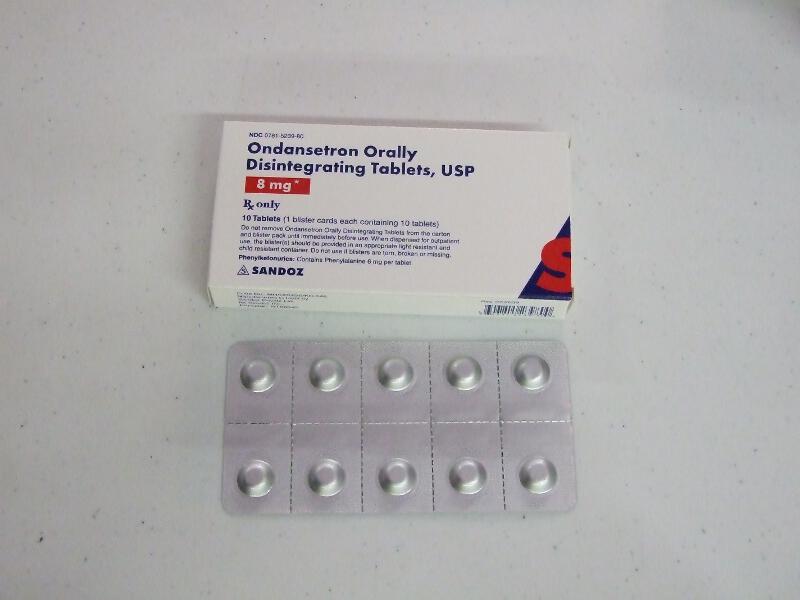 NDC 0781-5239-80
Ondansetron Orally
Disintegrating Tablets, USP
8 mg*
Rx only
10 Tablets (1 blister cards each containing 10 tablets)
Do not remove Ondansetron Orally Disintegrating Tablets from the carton
and blister pack until immediately before use. When dispensed for outpatient
use, the blister(s) should be provided in an appropriate light resistant and
child resistant container. Do not use if blisters are torn, broken or missing.
Phenylketonurics: Contains Phenylalanine 6 mg per tablet
SANDOZ
S